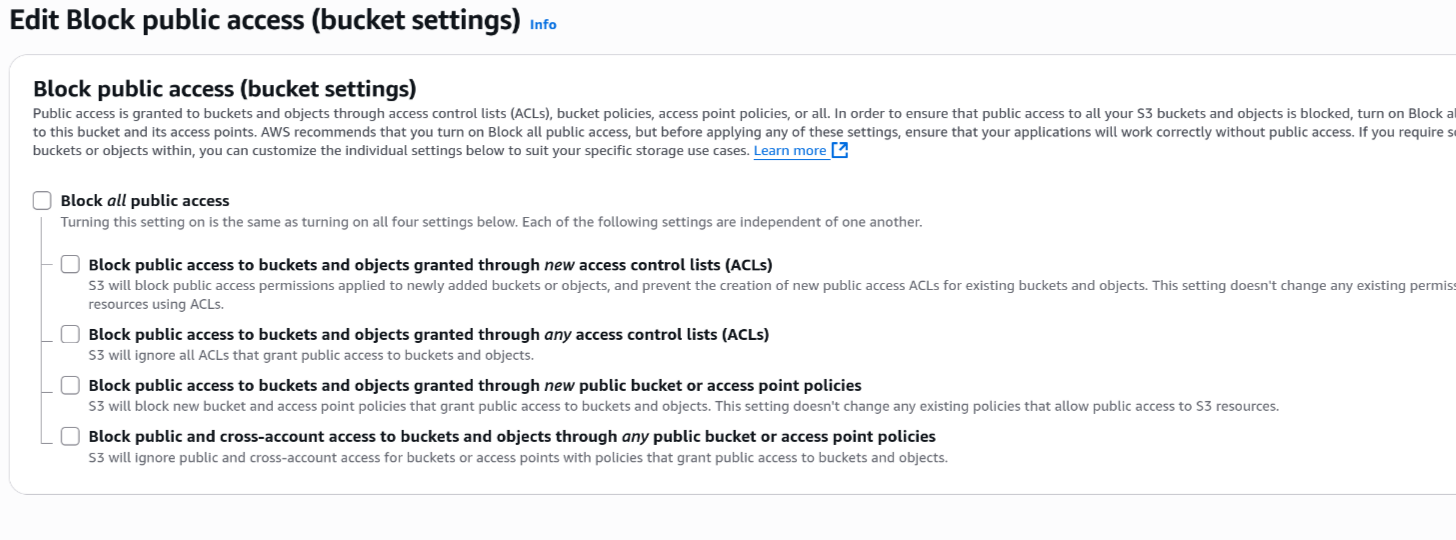 Edit Block public access (bucket settings) Info
Block public access (bucket settings)
Public access is granted to buckets and objects through access control lists (ACLs), bucket policies, access point policies, or all. In order to ensure that public access to all your S3 buckets and objects is blocked, turn on Block
to this bucket and its access points. AWS recommends that you turn on Block all public access, but before applying any of these settings, ensure that your applications will work correctly without public access. If you require
buckets or objects within, you can customize the individual settings below to suit your specific storage use cases. Learn more
Block all public access
Turning this setting on is the same as turning on all four settings below. Each of the following settings are independent of one another.
Block public access to buckets and objects granted through new access control lists (ACLs)
S3 will block public access permissions applied to newly added buckets or objects, and prevent the creation of new public access ACLs for existing buckets and objects. This setting doesn't change any existing
resources using ACLs.
Block public access to buckets and objects granted through any access control lists (ACLs)
S3 will ignore all ACLs that grant public access to buckets and objects.
Block public access to buckets and objects granted through new public bucket or access point policies
S3 will block new bucket and access point policies that grant public access to buckets and objects. This setting doesn't change any existing policies that allow public access to S3 resources.
Block public and cross-account access to buckets and objects through any public bucket or access point policies
S3 will ignore public and cross-account access for buckets or access points with policies that grant public access to buckets and objects.